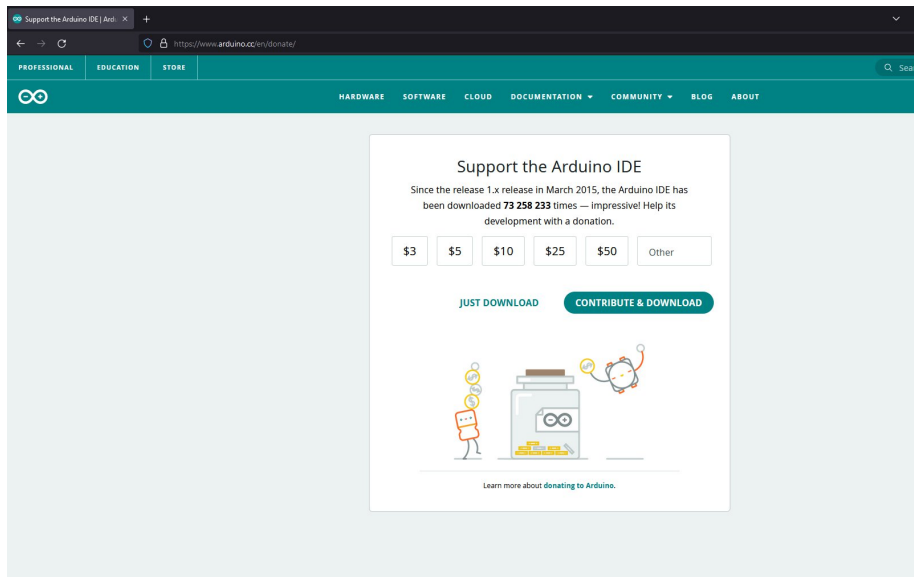 Support the Arduino IDE | Ard
https://www.arduino.cc/en/donate/
PROFESSIONAL EDUCATION STORE
Sea
HARDWARE SOFTWARE CLOUD DOCUMENTATION COMMUNITY BLOG ABOUT
Support the Arduino IDE
Since the release 1.x release in March 2015, the Arduino IDE has
been downloaded 73 258 233 times — impressive! Help its
development with a donation.
$3 $5 $10 $25 $50 Other
JUST DOWNLOAD CONTRIBUTE & DOWNLOAD
Learn more about donating to Arduino.